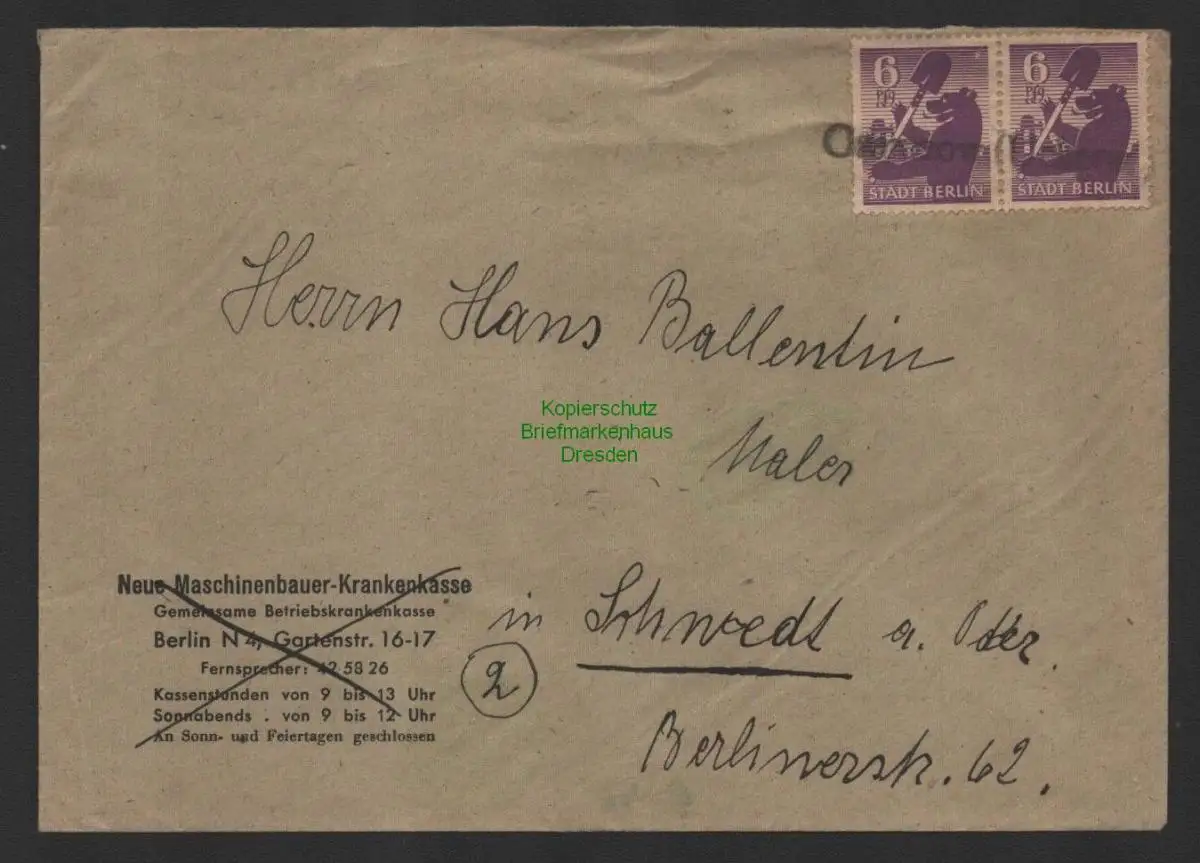 6 Pfg
STADT BERLIN
6 Pfg
STADT BERLIN
Herrn Hans Ballentin
Kopierschutz
Briefmarkenhaus
Dresden
Maler
Neue Maschinenbauer-Krankenkasse
Gemeinsame Betriebskrankenkasse
Berlin N 4, Gartenstr. 16-17
Fernsprecher: 42 58 26
Kassenstunden von 9 bis 13 Uhr
Sonnabends . von 9 bis 12 Uhr
An Sonn- und Feiertagen geschlossen
in Schwedt a. Oder.
2
Berlinerstr. 62.